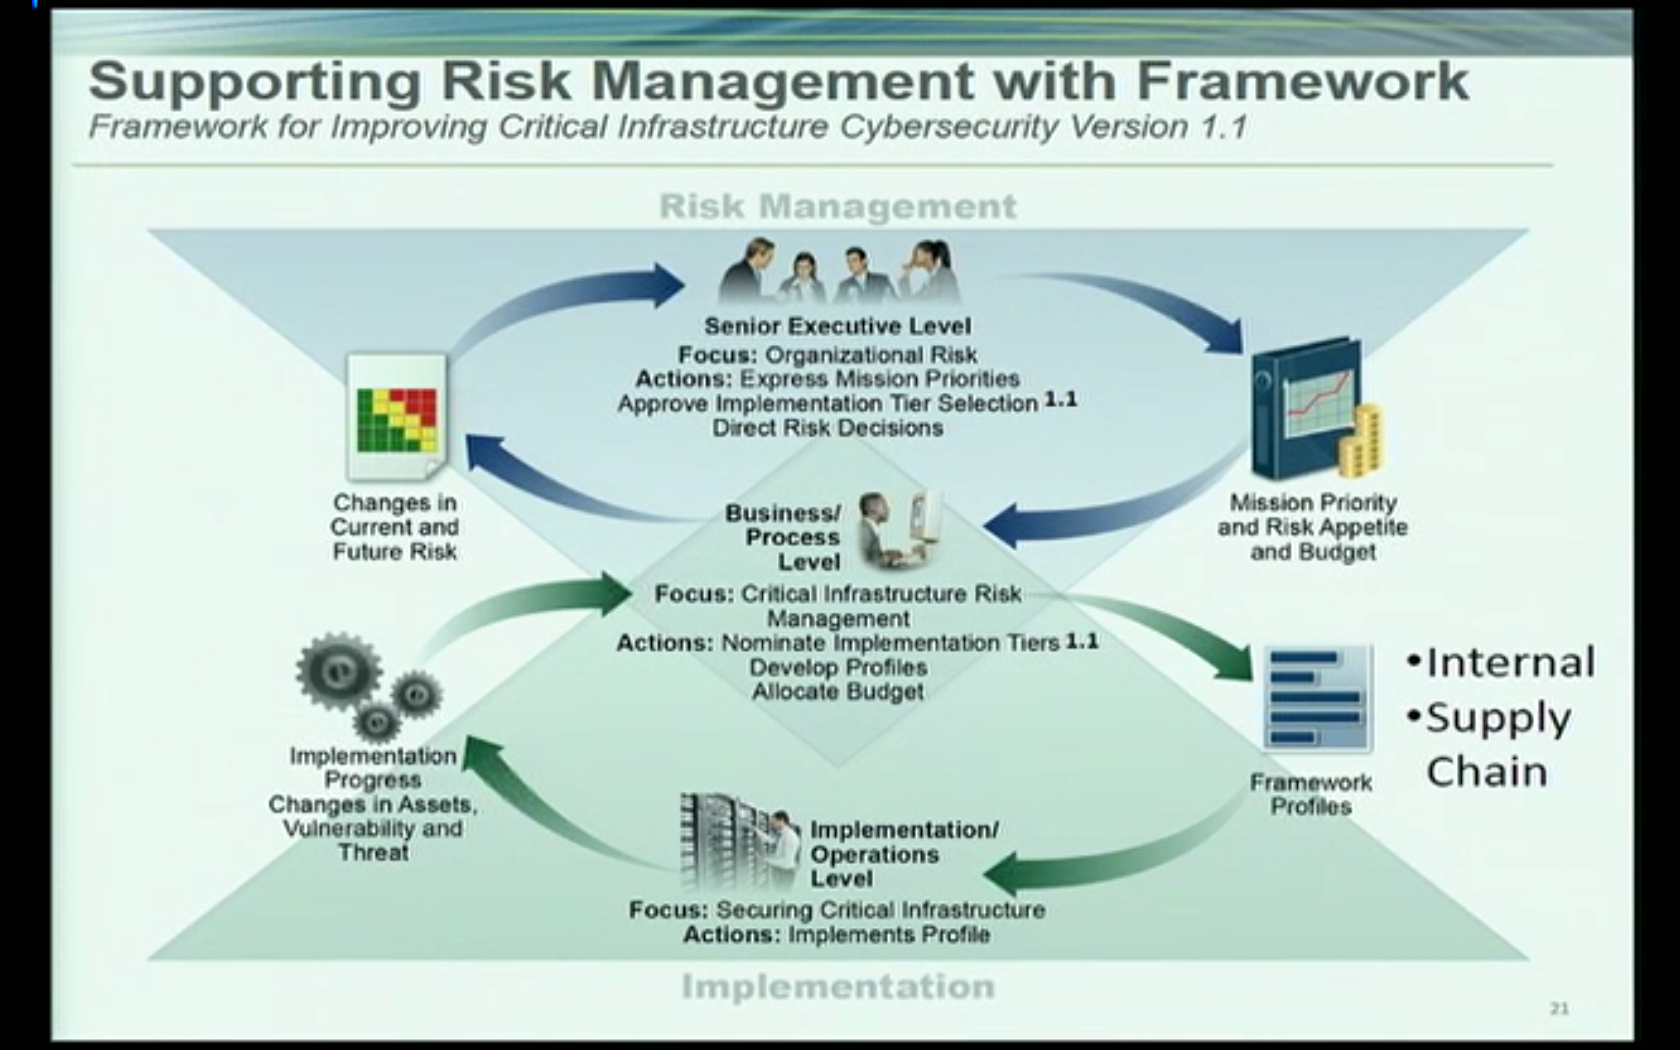 Supporting Risk Management with Framework
Framework for Improving Critical Infrastructure Cybersecurity Version 1.1
Risk Management
Senior Executive Level
Focus: Organizational Risk
Actions: Express Mission Priorities
Approve Implementation Tier Selection 1.1
Direct Risk Decisions
Changes in
Current and
Future Risk
Mission Priority
and Risk Appetite
and Budget
Business/
Process
Level
Focus: Critical Infrastructure Risk
Management
Actions: Nominate Implementation Tiers 1.1
Develop Profiles
Allocate Budget
•Internal
•Supply
Chain
Framework
Profiles
Implementation
Progress
Changes in Assets,
Vulnerability and
Threat
Implementation/
Operations
Level
Focus: Securing Critical Infrastructure
Actions: Implements Profile
Implementation
21